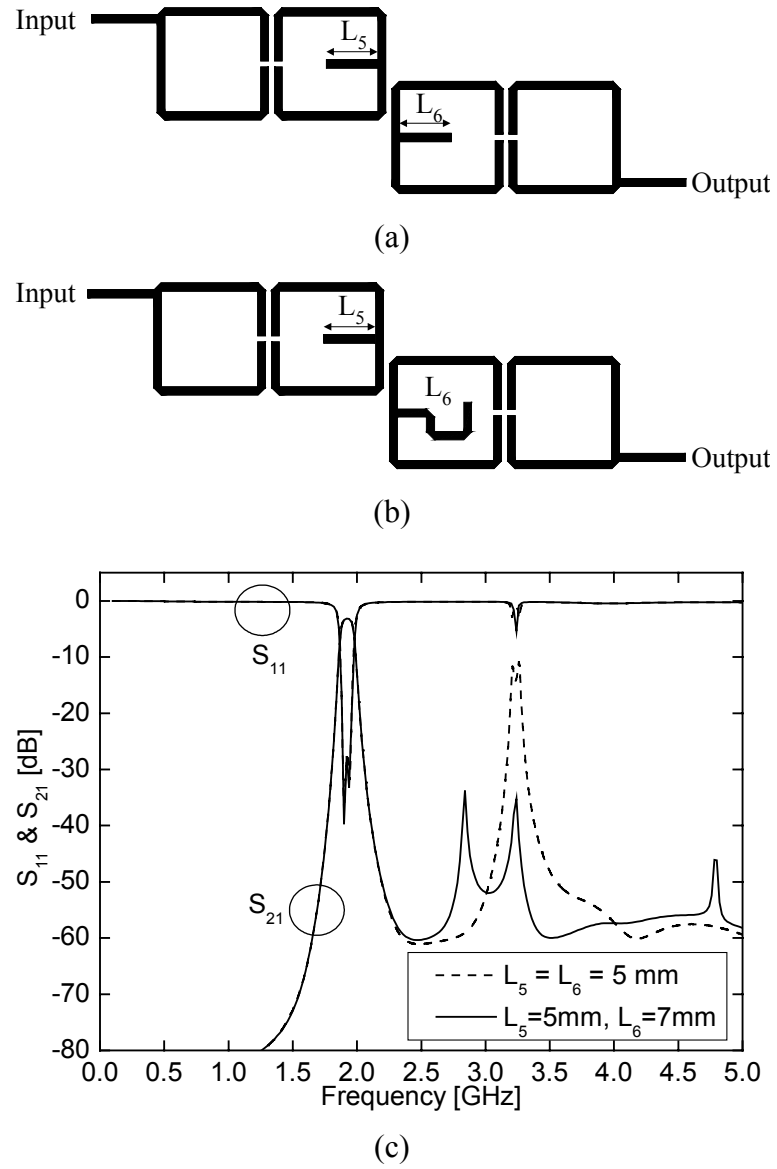 Input
L5
L6
Output
(a)
Input
L5
L6
Output
(b)
S11 & S21 [dB]
0
-10
-20
-30
-40
-50
-60
-70
-80
S11
S21
L5 = L6 = 5 mm
L5=5mm, L6=7mm
0.0 0.5 1.0 1.5 2.0 2.5 3.0 3.5 4.0 4.5 5.0
Frequency [GHz]
(c)